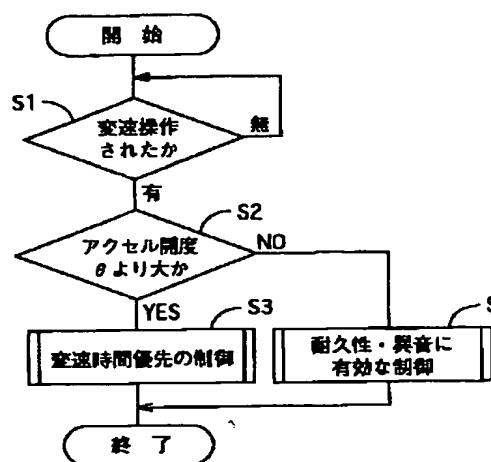 開始
S1
変速操作
されたか
無
有
S2
アクセル開度
θより大か
NO
YES
S3
変速時間優先の制御
耐久性・異音に
有効な制御
終了